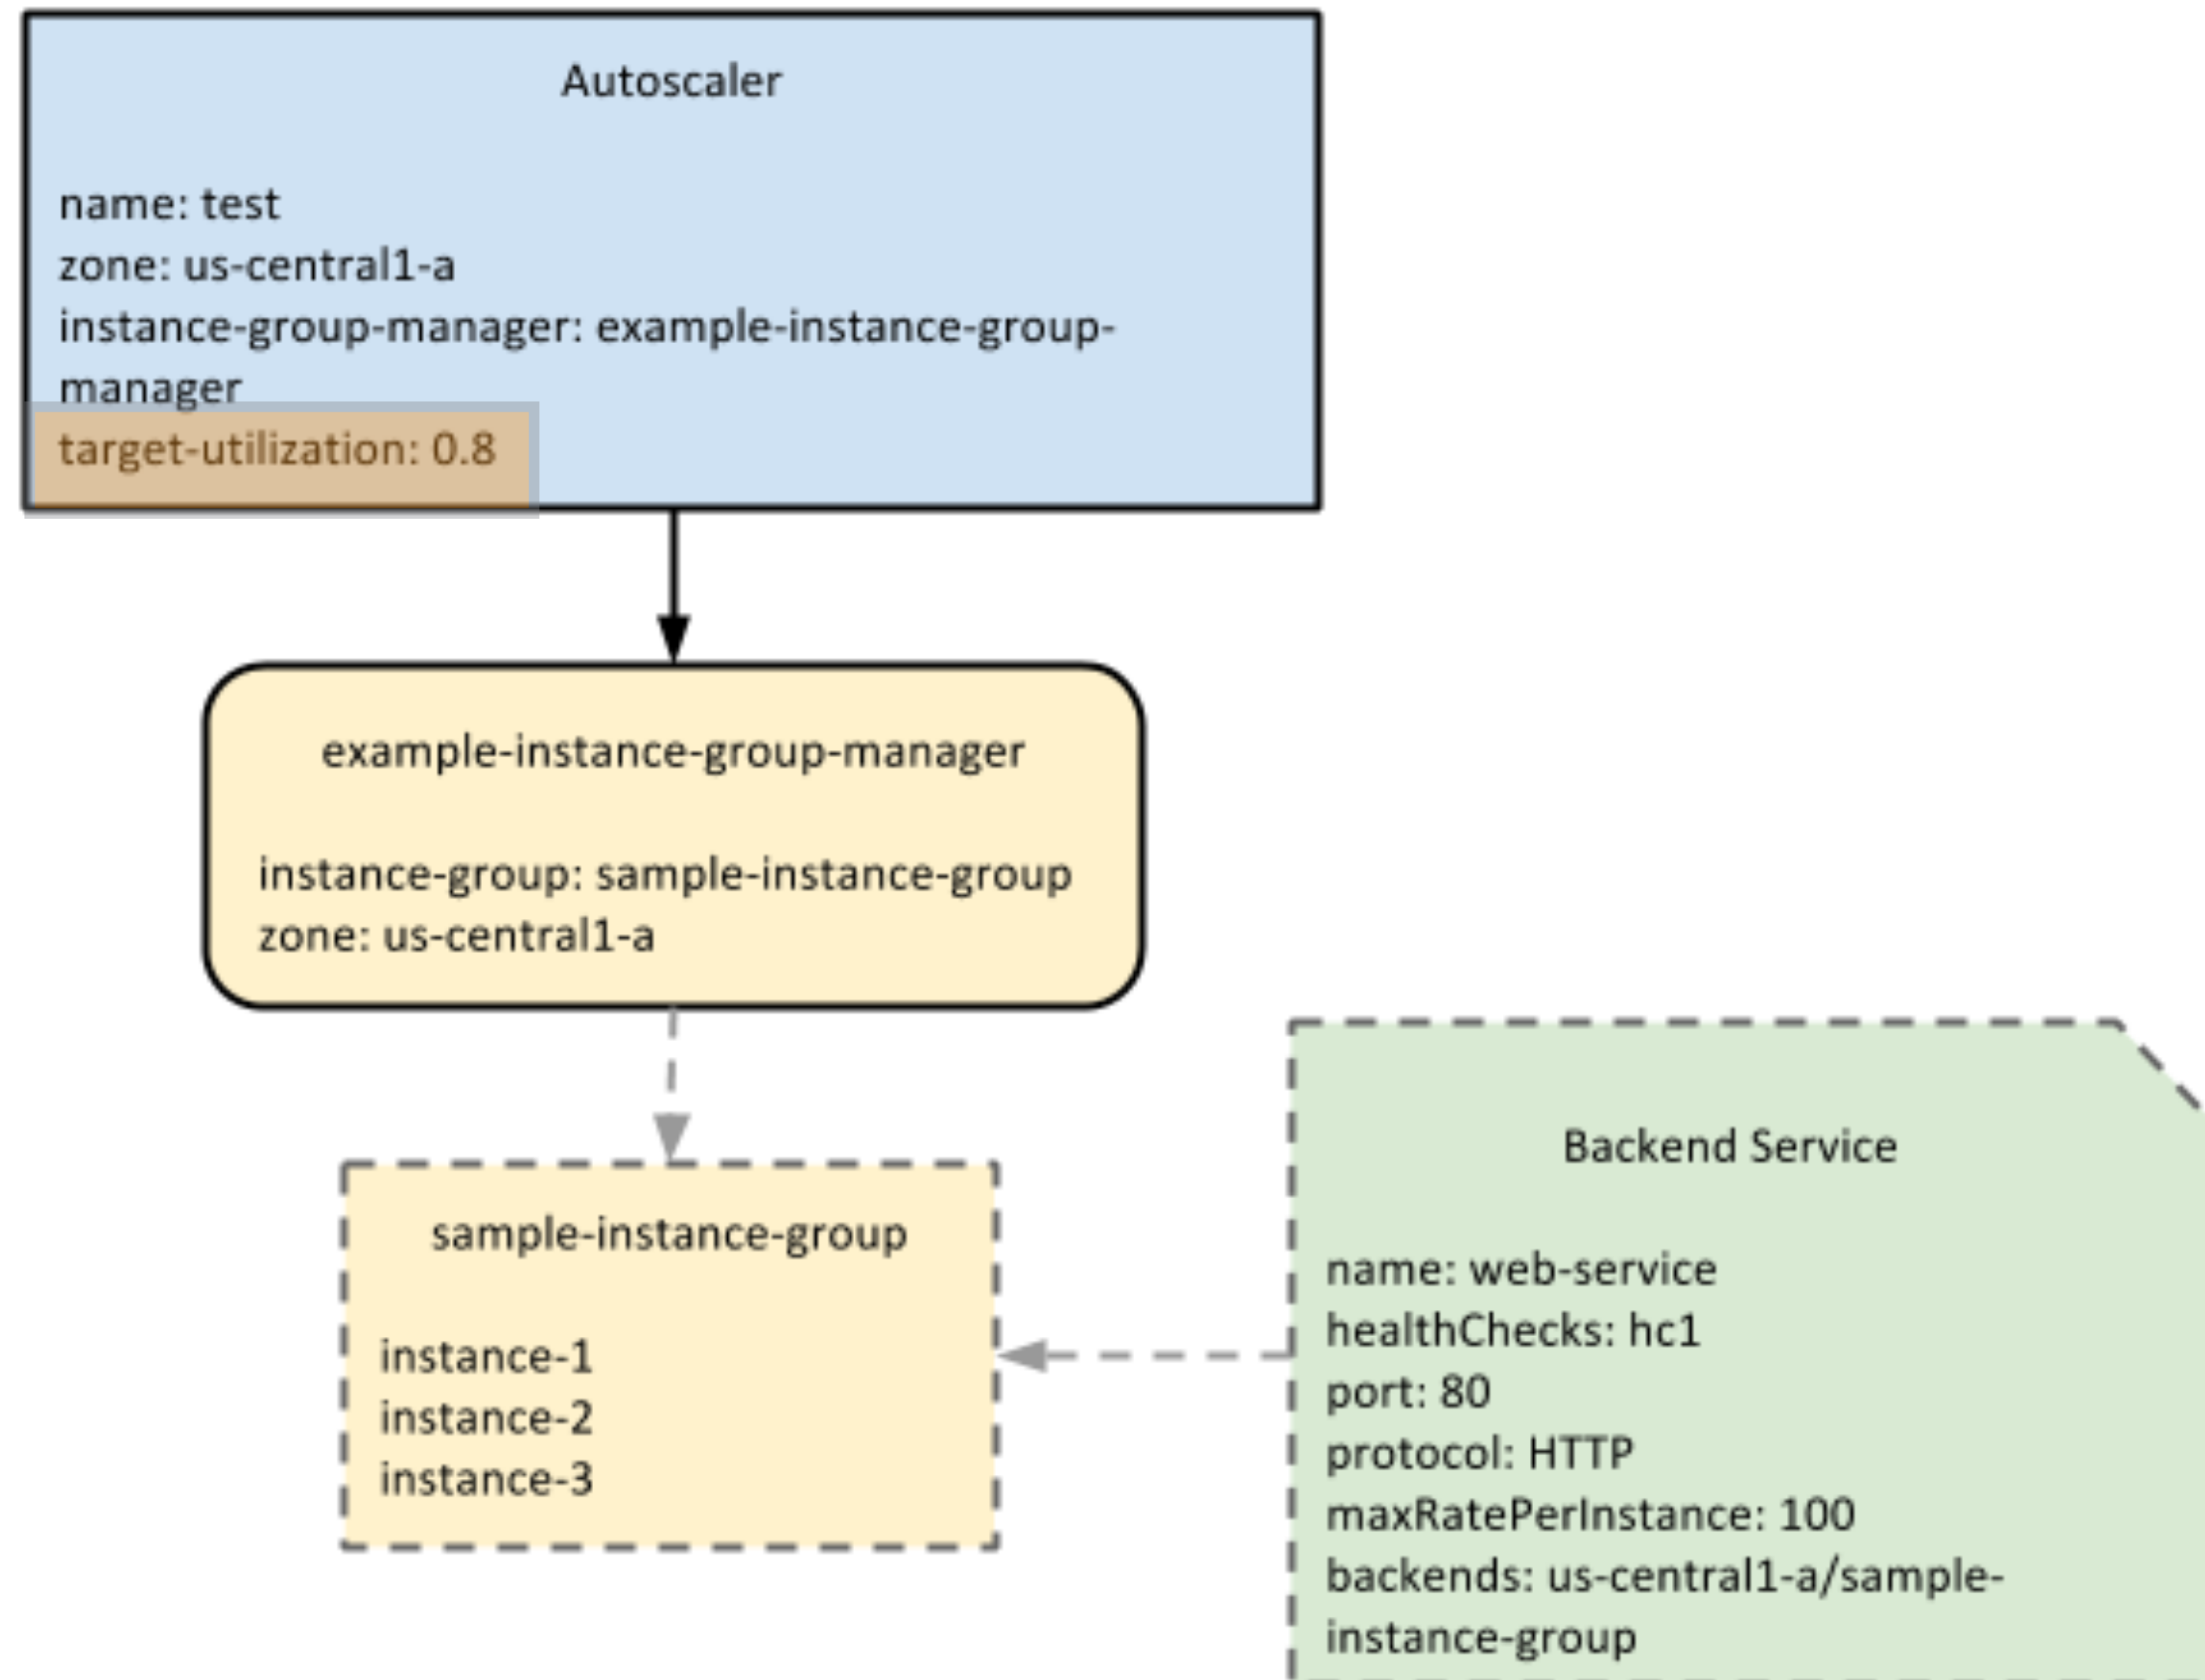 Autoscaler
name: test
zone: us-central1-a
instance-group-manager: example-instance-group-
manager
target-utilization: 0.8
example-instance-group-manager
instance-group: sample-instance-group
zone: us-central1-a
sample-instance-group
instance-1
instance-2
instance-3
Backend Service
name: web-service
healthChecks: hc1
port: 80
protocol: HTTP
maxRatePerInstance: 100
backends: us-central1-a/sample-
instance-group